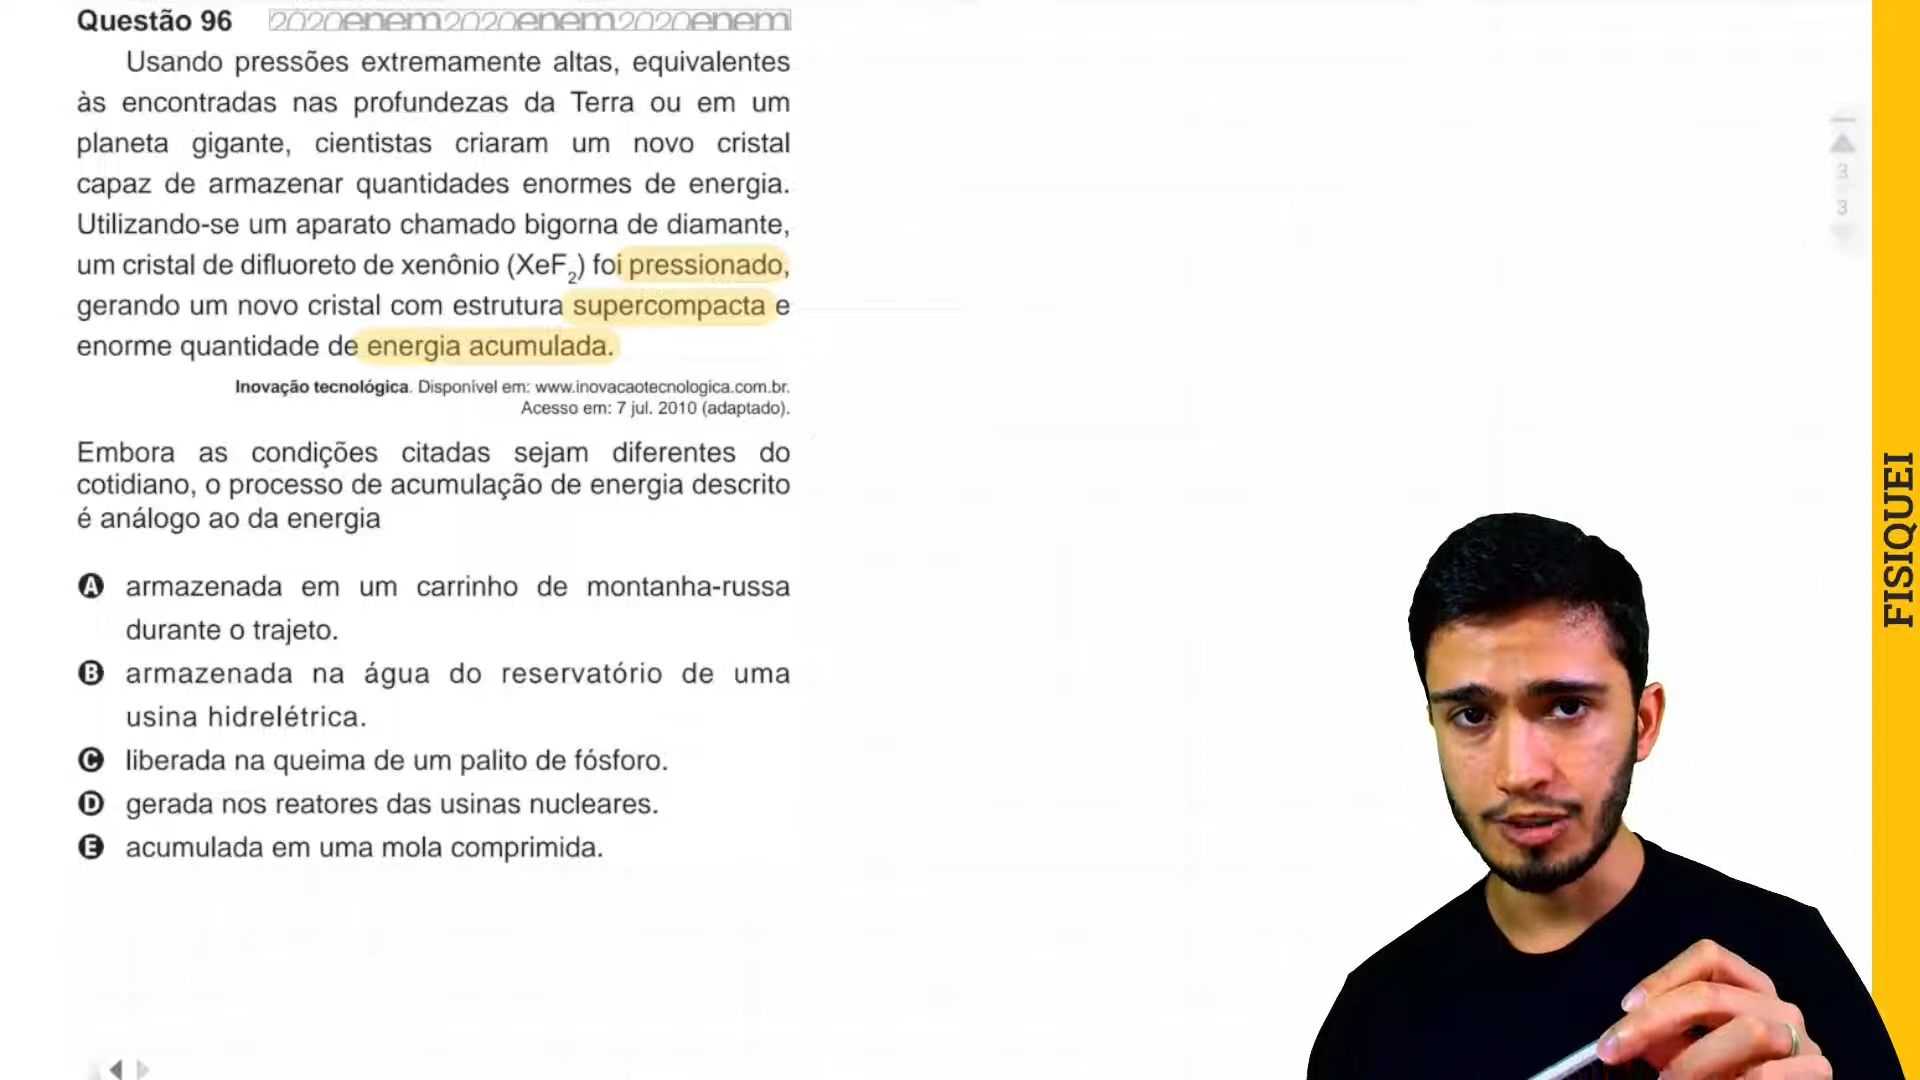 Questão 96
2020enem2020enem2020enem
Usando pressões extremamente altas, equivalentes
às encontradas nas profundezas da Terra ou em um
planeta gigante, cientistas criaram um novo cristal
capaz de armazenar quantidades enormes de energia.
Utilizando-se um aparato chamado bigorna de diamante,
um cristal de difluoreto de xenônio (XeF₂) foi pressionado,
gerando um novo cristal com estrutura supercompacta e
enorme quantidade de energia acumulada.
Inovação tecnológica. Disponível em: www.inovacaotecnologica.com.br.
Acesso em: 7 jul. 2010 (adaptado).
Embora as condições citadas sejam diferentes do
cotidiano, o processo de acumulação de energia descrito
é análogo ao da energia
A armazenada em um carrinho de montanha-russa
durante o trajeto.
B armazenada na água do reservatório de uma
usina hidrelétrica.
C liberada na queima de um palito de fósforo.
D gerada nos reatores das usinas nucleares.
E acumulada em uma mola comprimida.
3
3
FISIQUEI